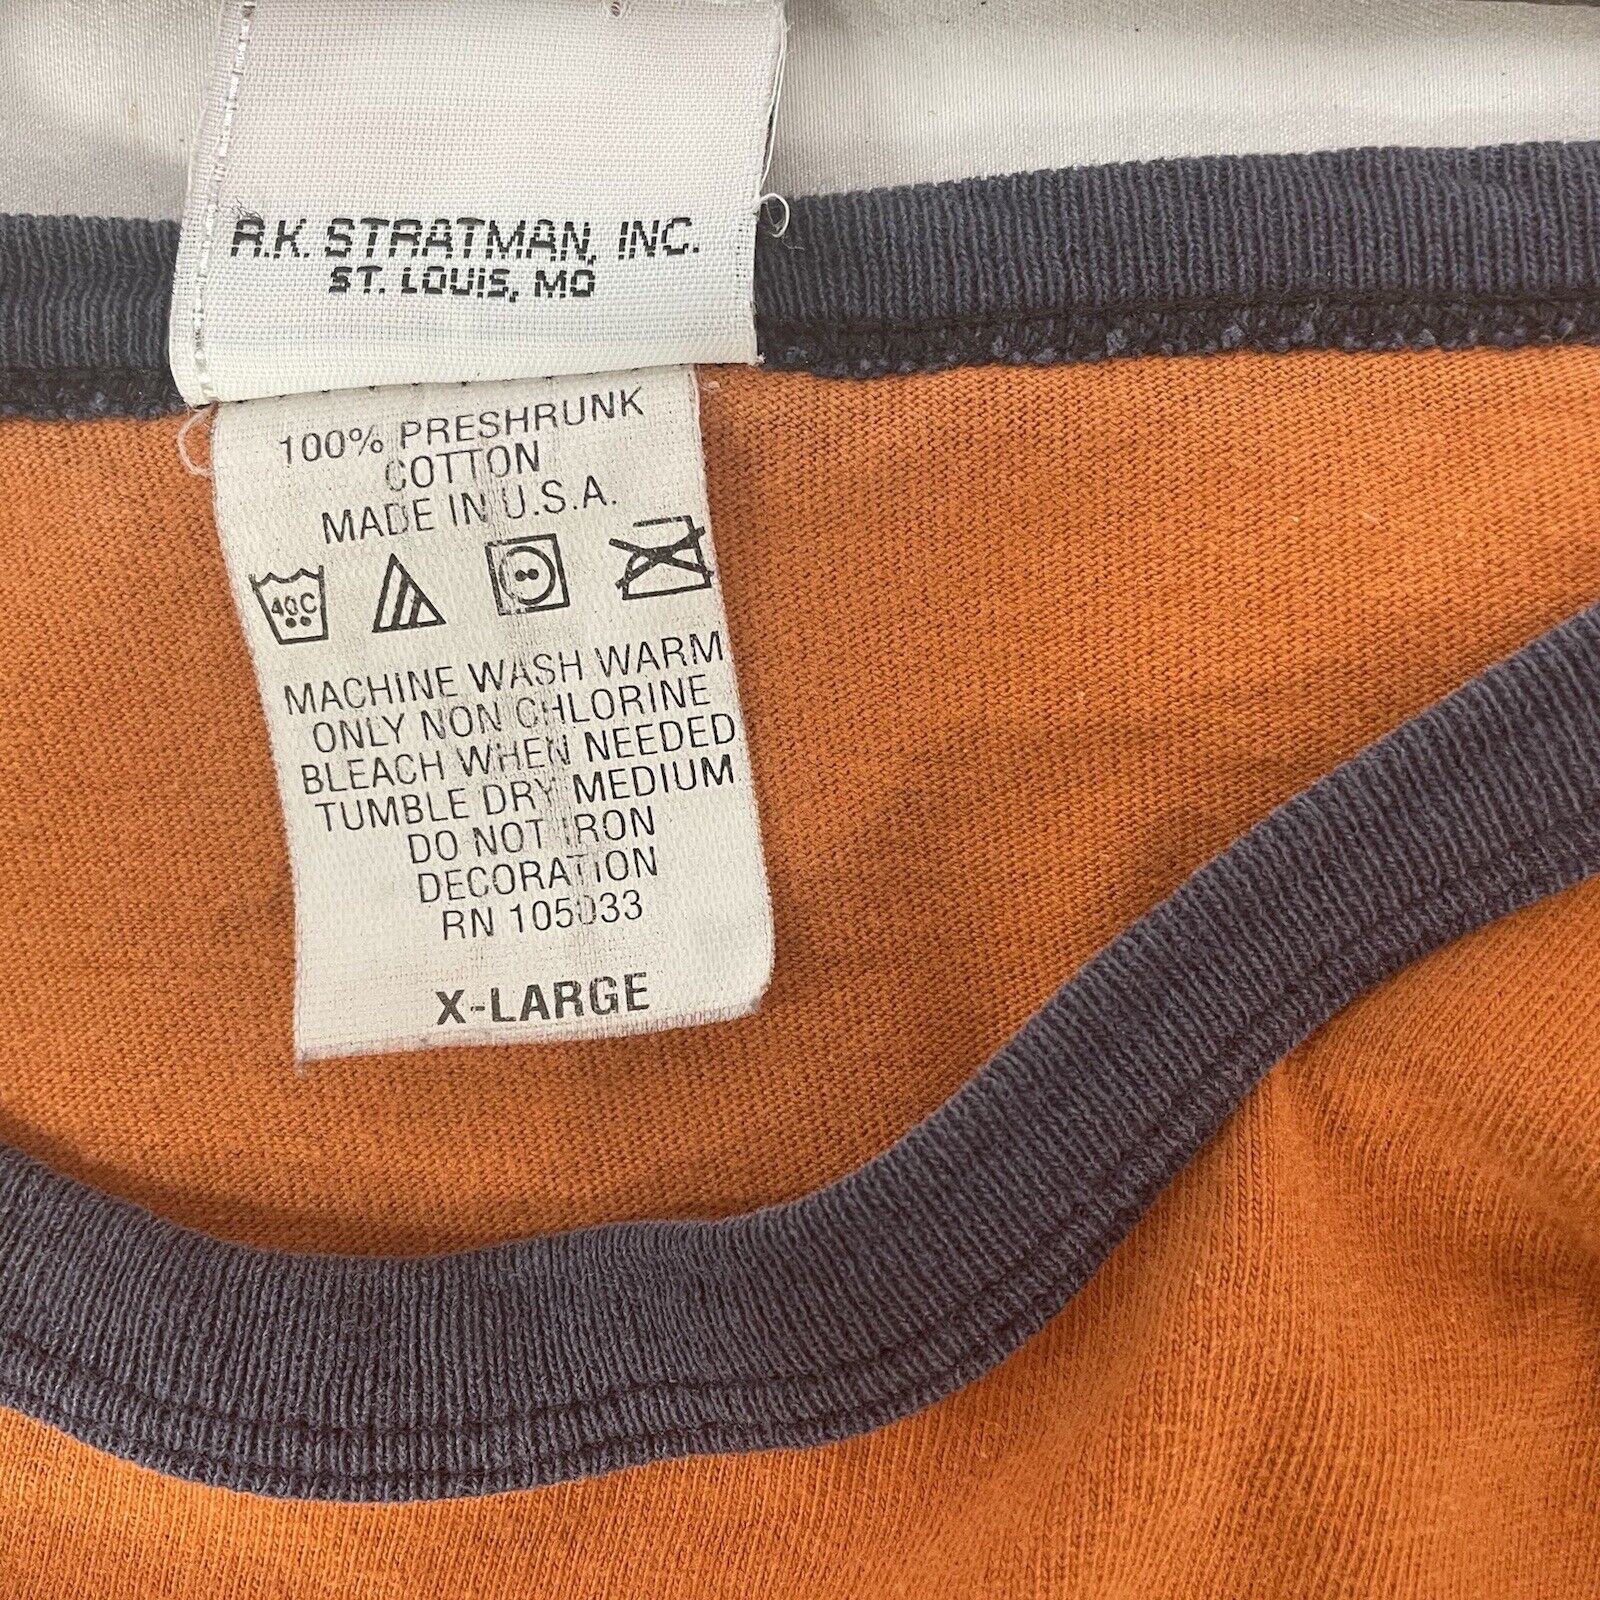 R.K. STRATMAN, INC.
ST. LOUIS, MO
100% PRESHRUNK
COTTON
MADE IN U.S.A.
40C
MACHINE WASH WARM
ONLY NON CHLORINE
BLEACH WHEN NEEDED
TUMBLE DRY MEDIUM
DO NOT IRON
DECORATION
RN 105033
X-LARGE